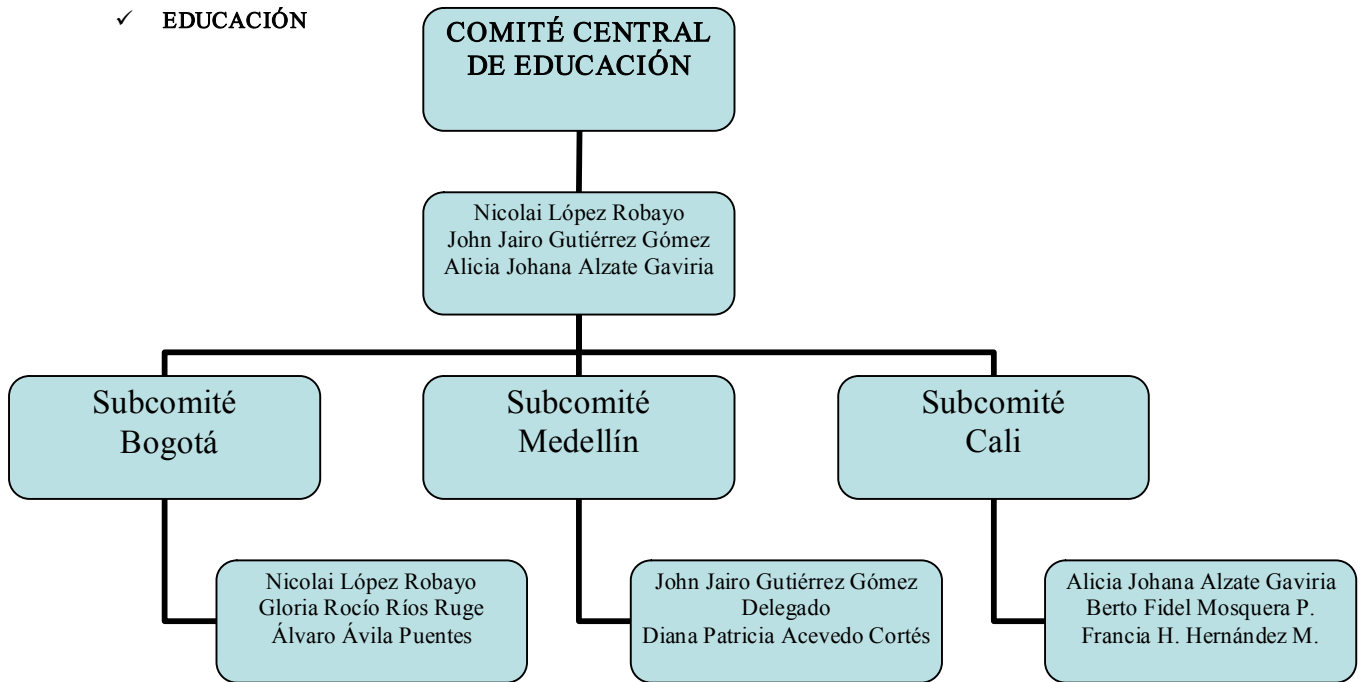 ✓ EDUCACIÓN
COMITÉ CENTRAL
DE EDUCACIÓN
Nicolai López Robayo
John Jairo Gutiérrez Gómez
Alicia Johana Alzate Gaviria
Subcomité
Bogotá
Subcomité
Medellín
Subcomité
Cali
Nicolai López Robayo
Gloria Rocío Ríos Ruge
Álvaro Ávila Puentes
John Jairo Gutiérrez Gómez
Delegado
Diana Patricia Acevedo Cortés
Alicia Johana Alzate Gaviria
Berto Fidel Mosquera P.
Francia H. Hernández M.